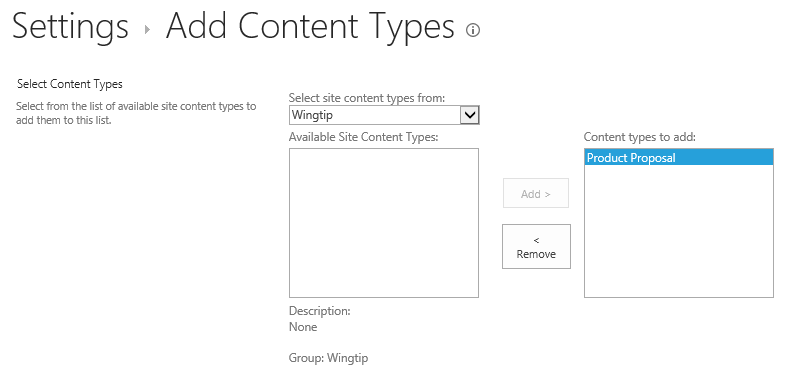 Settings ▸ Add Content Types
Select Content Types
Select from the list of available site content types to
add them to this list.
Select site content types from:
Wingtip
Available Site Content Types:
Add >
<
Remove
Content types to add:
Product Proposal
Description:
None
Group: Wingtip